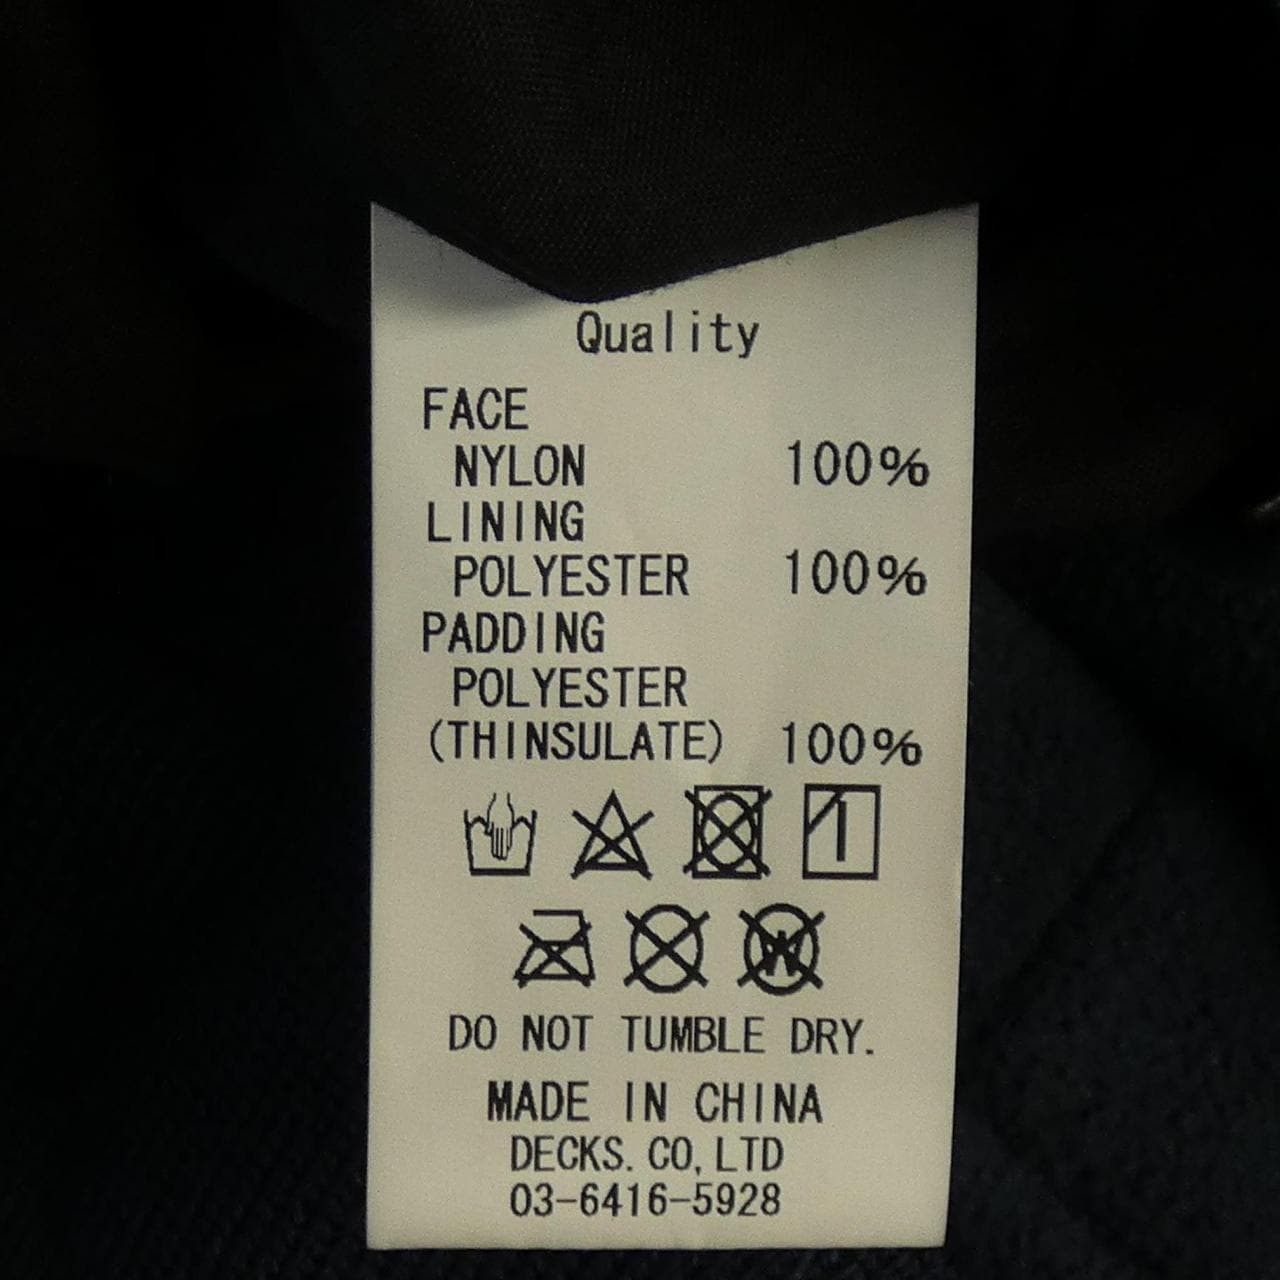 Quality
FACE
NYLON 100%
LINING
POLYESTER 100%
PADDING
POLYESTER
(THINSULATE) 100%
W
DO NOT TUMBLE DRY.
MADE IN CHINA
DECKS. CO, LTD
03-6416-5928